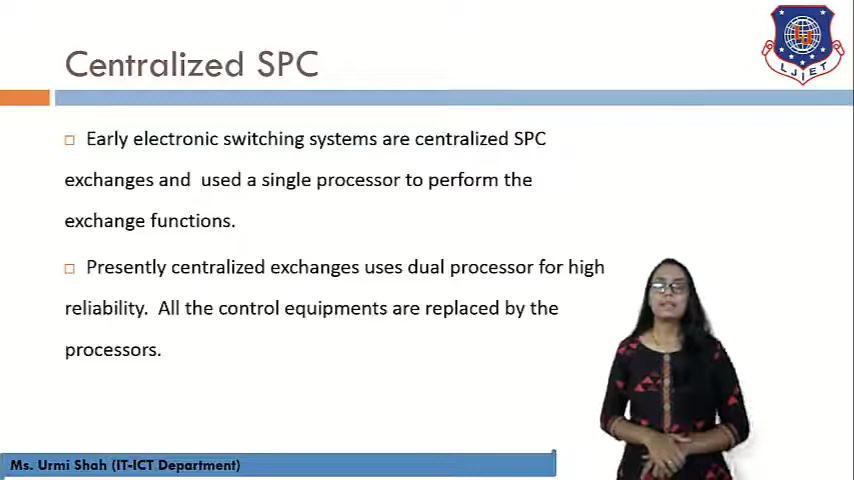 Centralized SPC
LJIET
Early electronic switching systems are centralized SPC
exchanges and used a single processor to perform the
exchange functions.
Presently centralized exchanges uses dual processor for high
reliability. All the control equipments are replaced by the
processors.
Ms. Urmi Shah (IT-ICT Department)